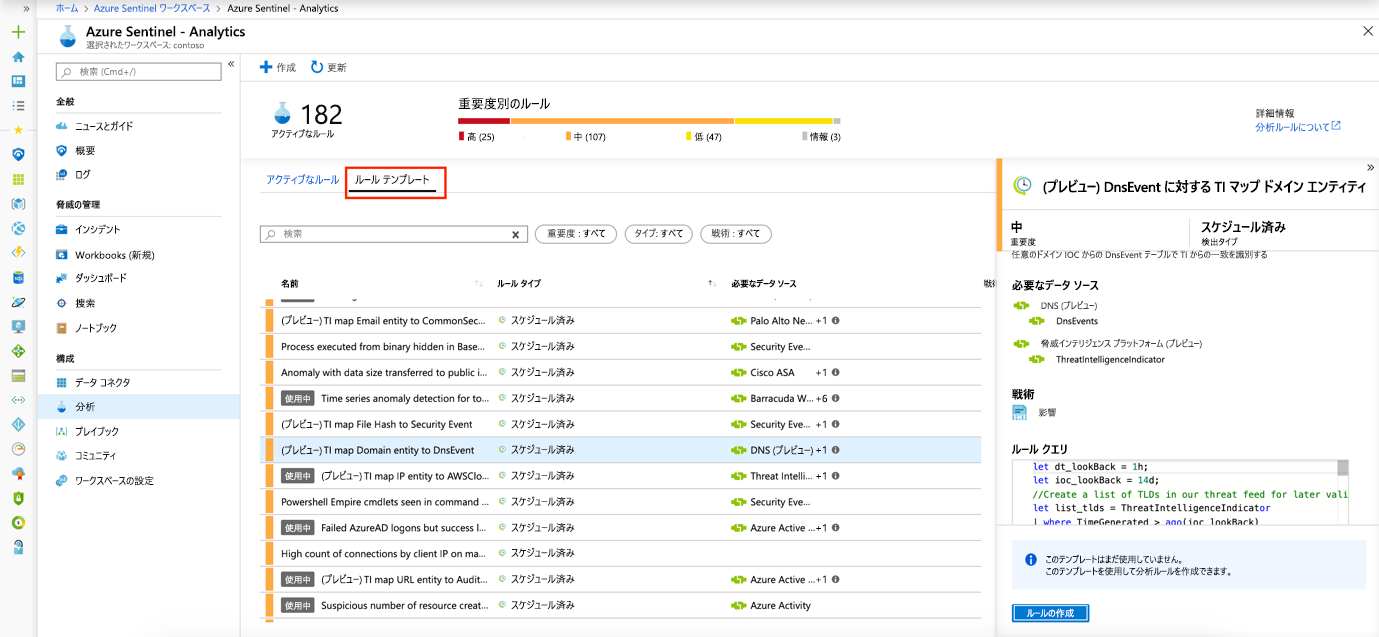 » ホーム > Azure Sentinel ワークスペース > Azure Sentinel - Analytics
Azure Sentinel - Analytics
選択されたワークスペース: contoso
検索 (Cmd+/)
«
全般
ニュースとガイド
概要
ログ
脅威の管理
インシデント
Workbooks (新規)
ダッシュボード
捜索
ノートブック
構成
データ コネクタ
分析
プレイブック
コミュニティ
ワークスペースの設定
作成 更新
182
アクティブなルール
重要度別のルール
高 (25) 中 (107) 低 (47) 情報 (3)
詳細情報
分析ルールについて
アクティブなルール ルール テンプレート
検索 x 重要度 : すべて タイプ: すべて 戦術 : すべて
名前 ↑↓ ルール タイプ ↑↓ 必要なデータ ソース 戦術
(プレビュー) TI map Email entity to CommonSec... スケジュール済み Palo Alto Ne... +1
Process executed from binary hidden in Base... スケジュール済み Security Eve...
Anomaly with data size transferred to public i... スケジュール済み Cisco ASA +1
使用中 Time series anomaly detection for to... スケジュール済み Barracuda W... +6
(プレビュー) TI map File Hash to Security Event スケジュール済み Security Eve... +1
(プレビュー) TI map Domain entity to DnsEvent スケジュール済み DNS (プレビュー) +1
使用中 (プレビュー) TI map IP entity to AWSClo... スケジュール済み Threat Intelli... +1
Powershell Empire cmdlets seen in command ... スケジュール済み Security Eve...
使用中 Failed AzureAD logons but success l... スケジュール済み Azure Active ...+1
High count of connections by client IP on ma... スケジュール済み
使用中 (プレビュー) TI map URL entity to Audit... スケジュール済み Azure Active ...+1
使用中 Suspicious number of resource creat... スケジュール済み Azure Activity
»
(プレビュー) DnsEvent に対する TI マップ ドメイン エンティティ
中 スケジュール済み
重要度 検出タイプ
任意のドメイン IOC からの DnsEvent テーブルで TI からの一致を識別する
必要なデータ ソース
DNS (プレビュー)
DnsEvents
脅威インテリジェンス プラットフォーム (プレビュー)
ThreatIntelligenceIndicator
戦術
影響
ルール クエリ
let dt_lookBack = 1h;
let ioc_lookBack = 14d;
//Create a list of TLDs in our threat feed for later vali
let list_tlds = ThreatIntelligenceIndicator
| where TimeGenerated > ago(ioc_lookBack)
このテンプレートはまだ使用していません。
このテンプレートを使用して分析ルールを作成できます。
ルールの作成